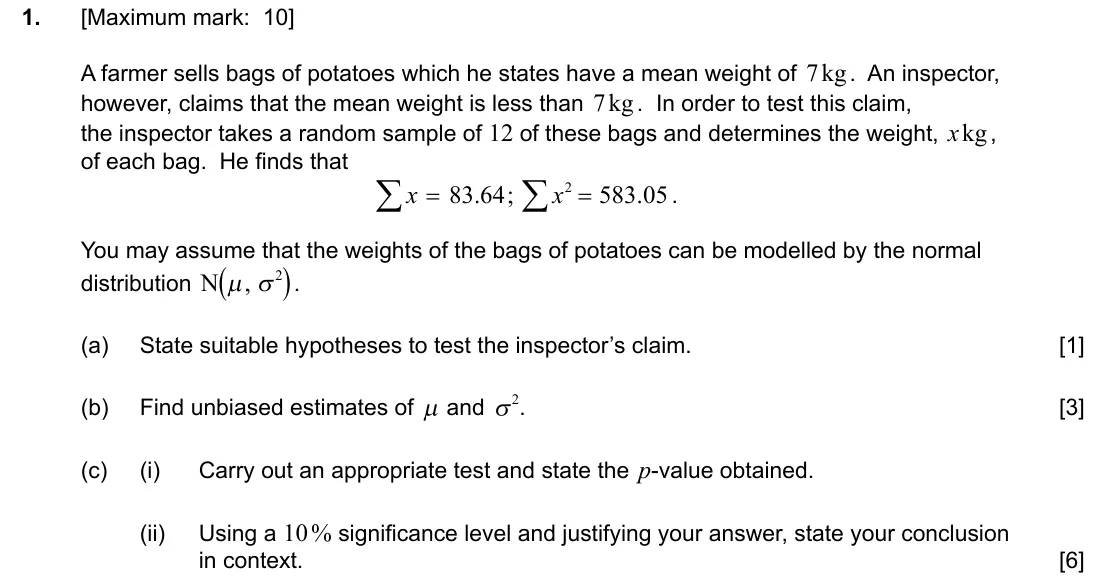 1. [Maximum mark: 10]
A farmer sells bags of potatoes which he states have a mean weight of 7 kg. An inspector,
however, claims that the mean weight is less than 7 kg. In order to test this claim,
the inspector takes a random sample of 12 of these bags and determines the weight, x kg,
of each bag. He finds that
∑x = 83.64; ∑x² = 583.05.
You may assume that the weights of the bags of potatoes can be modelled by the normal
distribution N(μ, σ²).
(a) State suitable hypotheses to test the inspector’s claim. [1]
(b) Find unbiased estimates of μ and σ². [3]
(c) (i) Carry out an appropriate test and state the p-value obtained.
(ii) Using a 10% significance level and justifying your answer, state your conclusion
in context. [6]